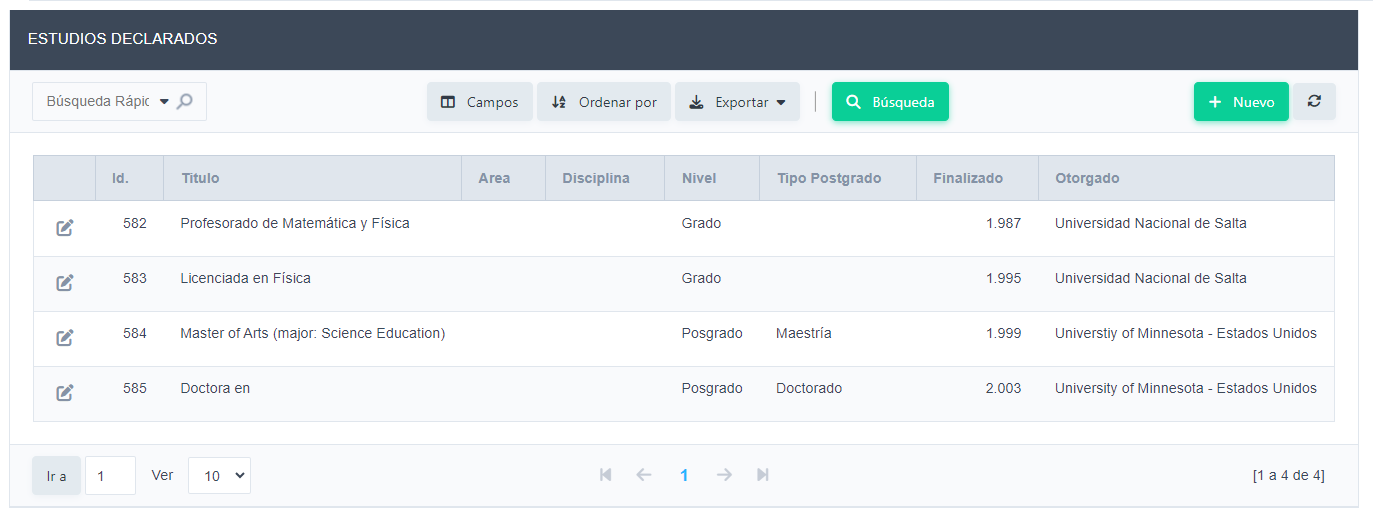 ESTUDIOS DECLARADOS
Búsqueda Rápic Campos Ordenar por Exportar Búsqueda Nuevo
Id. Titulo Area Disciplina Nivel Tipo Postgrado Finalizado Otorgado
582 Profesorado de Matemática y Física Grado 1.987 Universidad Nacional de Salta
583 Licenciada en Física Grado 1.995 Universidad Nacional de Salta
584 Master of Arts (major: Science Education) Posgrado Maestría 1.999 Universtiy of Minnesota - Estados Unidos
585 Doctora en Posgrado Doctorado 2.003 University of Minnesota - Estados Unidos
Ir a 1 Ver 10 1 [1 a 4 de 4]